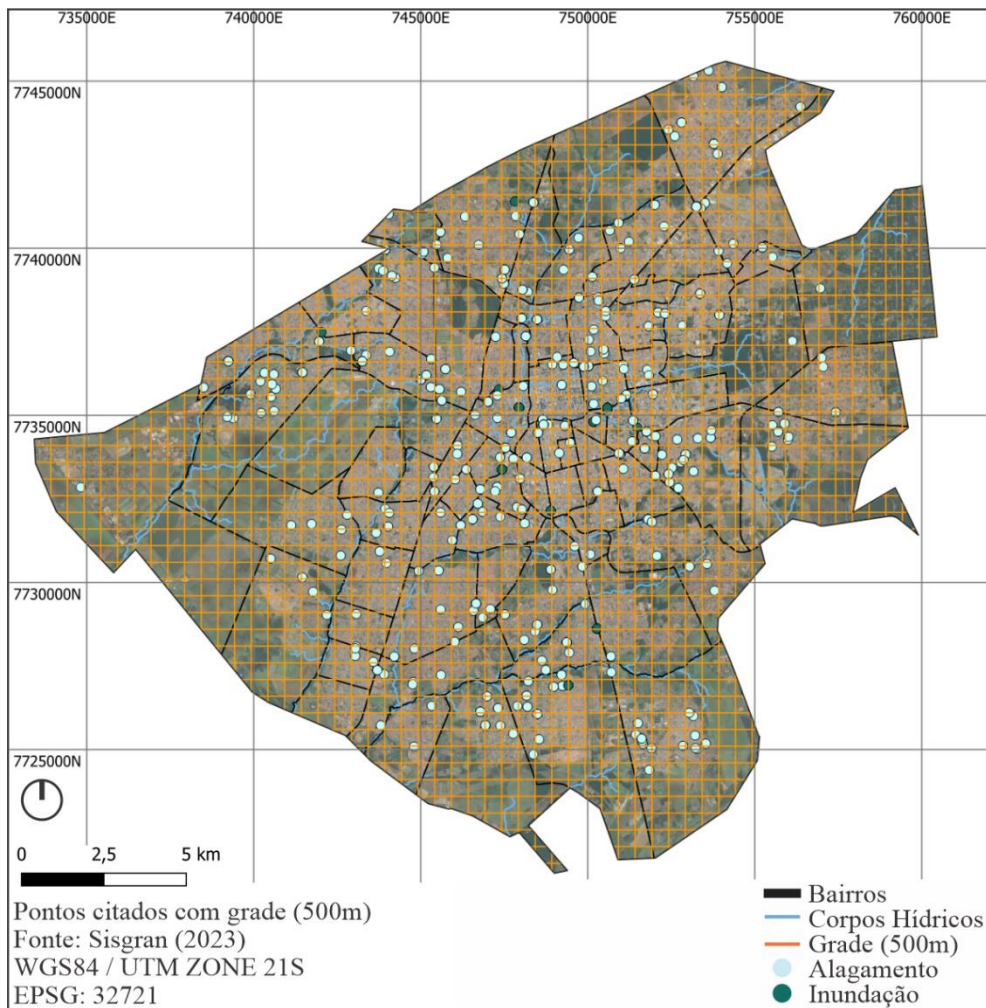 735000E 740000E 745000E 750000E 755000E 760000E
7745000N
7740000N
7735000N
7730000N
7725000N
0 2,5 5 km
Pontos citados com grade (500m)
Fonte: Sisgran (2023)
WGS84 / UTM ZONE 21S
EPSG: 32721
Bairros
Corpos Hídricos
Grade (500m)
Alagamento
Inundação